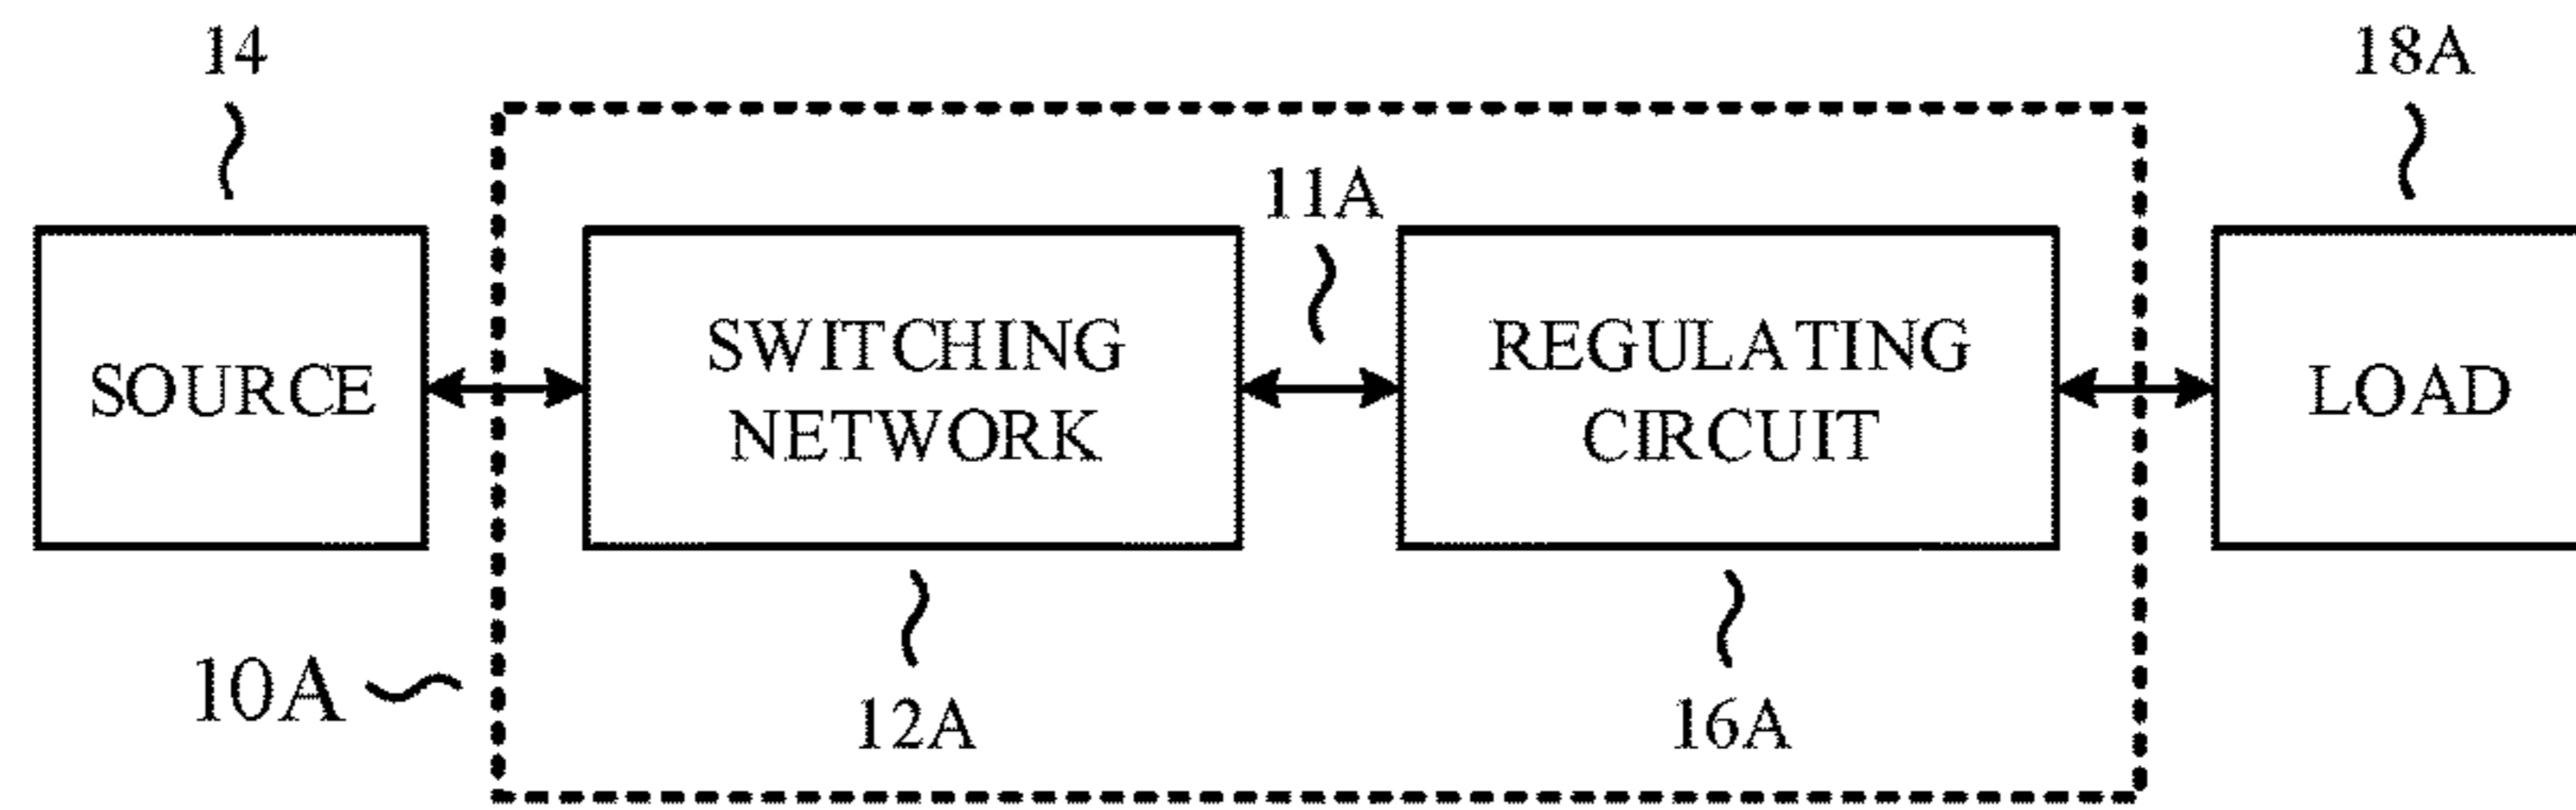 14
18A
11A
SOURCE
SWITCHING
NETWORK
REGULATING
CIRCUIT
LOAD
10A
12A
16A